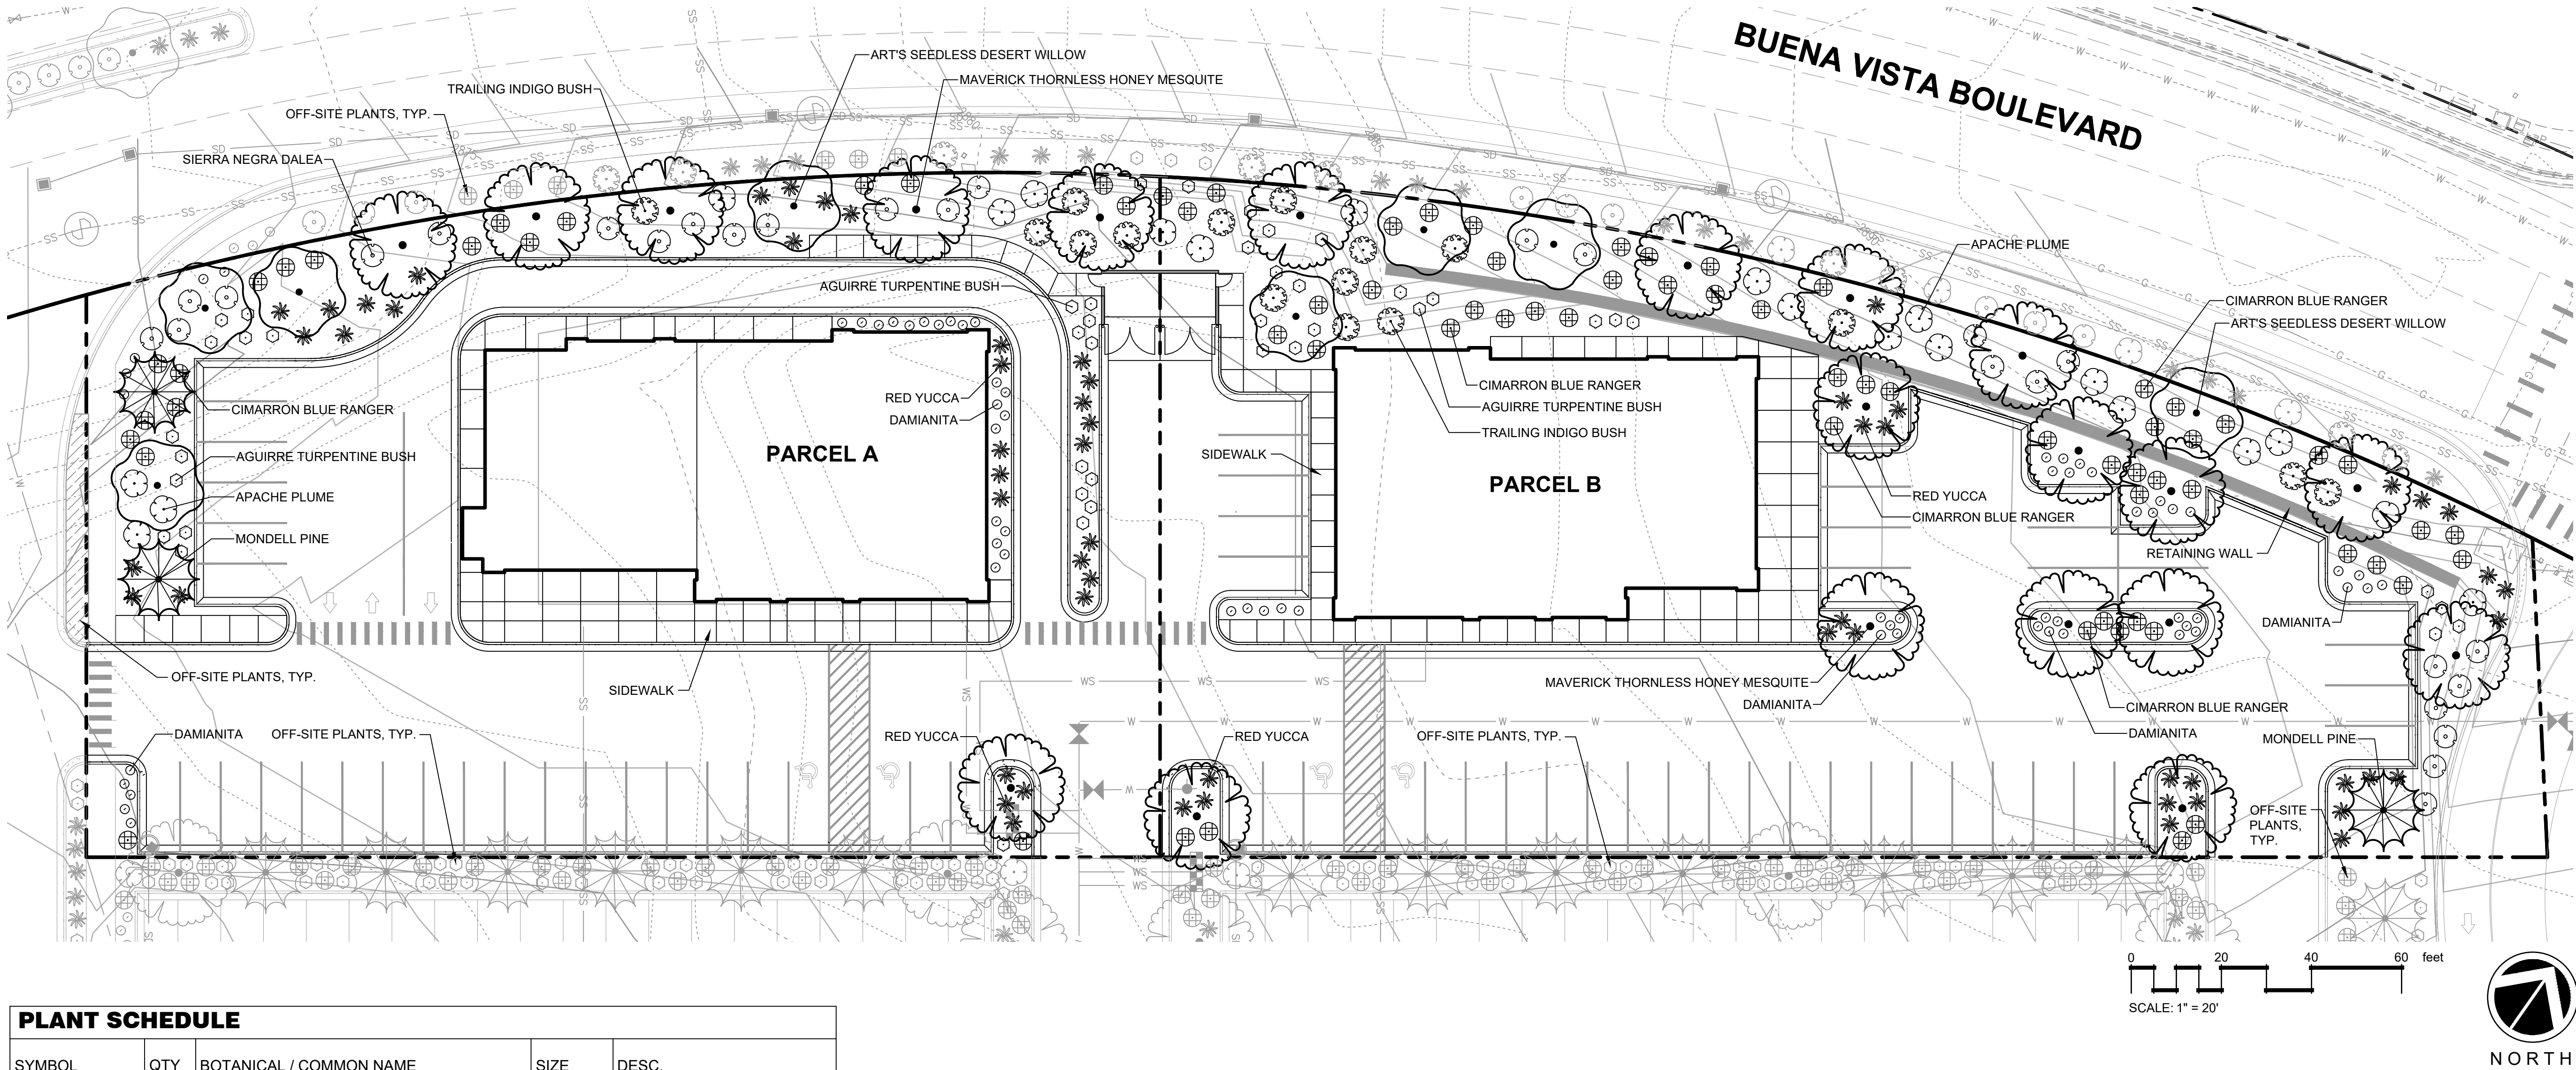 BUENA VISTA BOULEVARD
ART'S SEEDLESS DESERT WILLOW
MAVERICK THORNLESS HONEY MESQUITE
TRAILING INDIGO BUSH
OFF-SITE PLANTS, TYP.
SIERRA NEGRA DALEA
APACHE PLUME
AGUIRRE TURPENTINE BUSH
CIMARRON BLUE RANGER
ART'S SEEDLESS DESERT WILLOW
CIMARRON BLUE RANGER
RED YUCCA
DAMIANITA
CIMARRON BLUE RANGER
AGUIRRE TURPENTINE BUSH
TRAILING INDIGO BUSH
PARCEL A
SIDEWALK
PARCEL B
AGUIRRE TURPENTINE BUSH
APACHE PLUME
MONDELL PINE
RED YUCCA
CIMARRON BLUE RANGER
RETAINING WALL
DAMIANITA
OFF-SITE PLANTS, TYP.
SIDEWALK
MAVERICK THORNLESS HONEY MESQUITE
DAMIANITA
CIMARRON BLUE RANGER
DAMIANITA
MONDELL PINE
DAMIANITA
OFF-SITE PLANTS, TYP.
RED YUCCA
RED YUCCA
OFF-SITE PLANTS, TYP.
OFF-SITE
PLANTS,
TYP.
WS WS WS
W W W W W W W W W W W
0 20 40 60 feet
SCALE: 1" = 20'
NORTH
PLANT SCHEDULE
SYMBOL QTY BOTANICAL / COMMON NAME SIZE DESC.